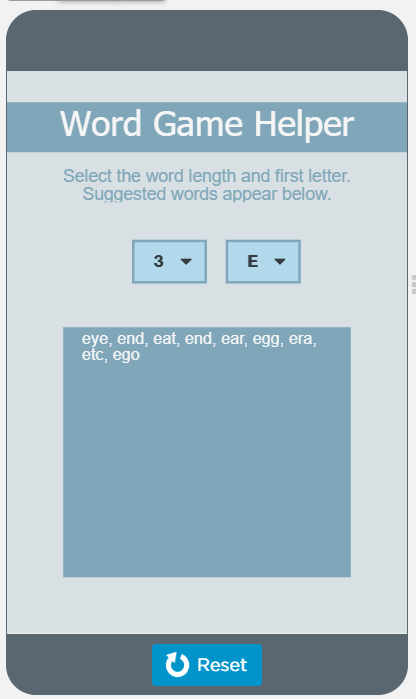 Word Game Helper
Select the word length and first letter.
Suggested words appear below.
3 E
eye, end, eat, end, ear, egg, era,
etc, ego
Reset